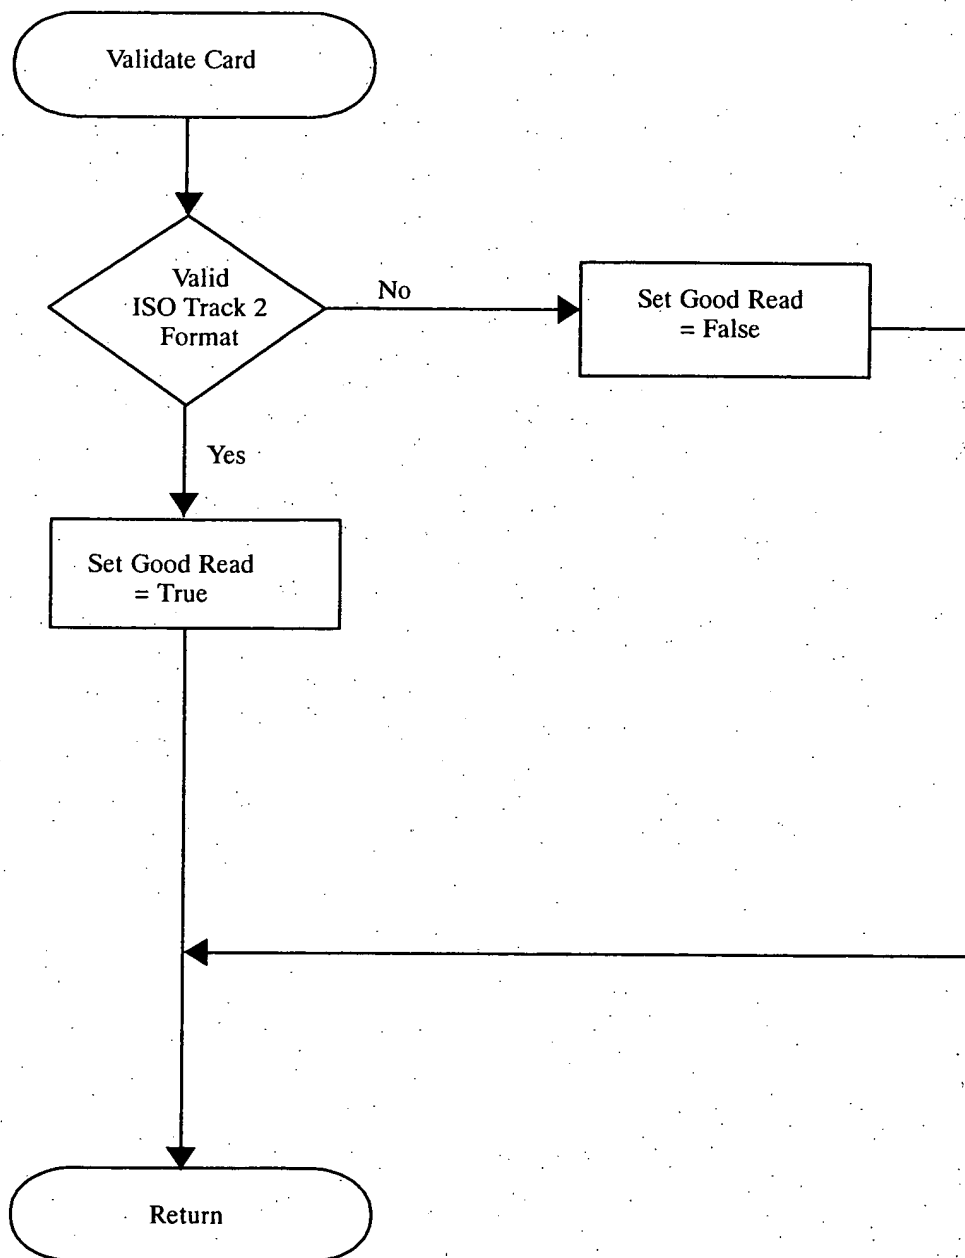 Validate Card
Valid
ISO Track 2
Format
No
Set Good Read
= False
Yes
Set Good Read
= True
Return